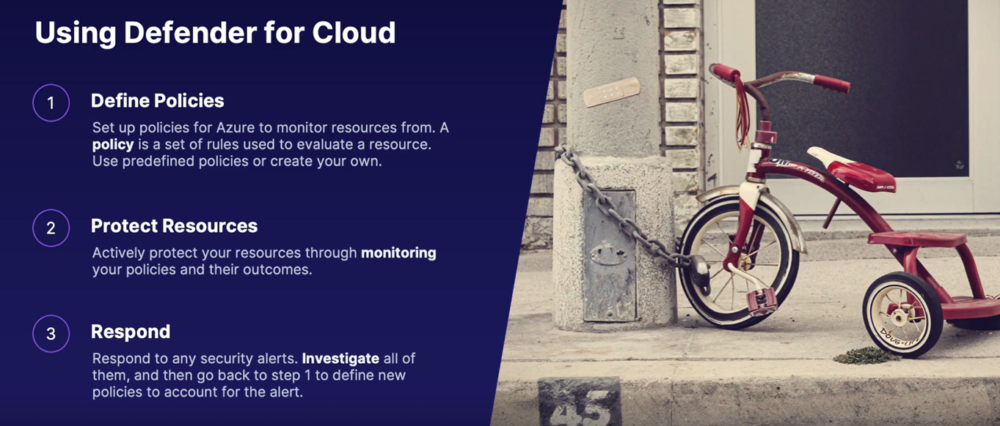 Using Defender for Cloud
1
Define Policies
Set up policies for Azure to monitor resources from. A
policy is a set of rules used to evaluate a resource.
Use predefined policies or create your own.
2
Protect Resources
Actively protect your resources through monitoring
your policies and their outcomes.
3
Respond
Respond to any security alerts. Investigate all of
them, and then go back to step 1 to define new
policies to account for the alert.
45